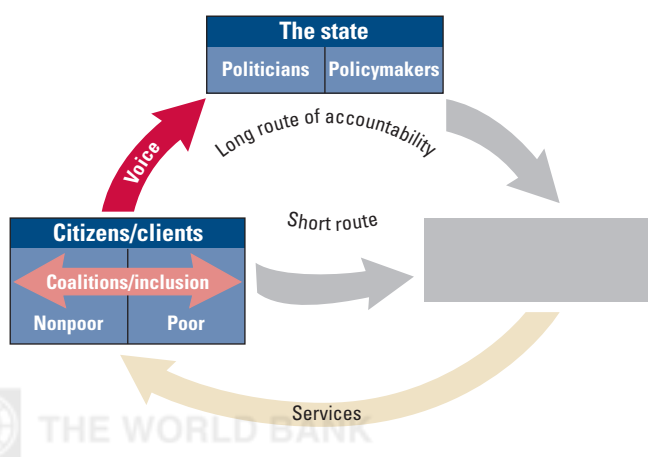 The state
Politicians
Policymakers
Long route of accountability
Voice
Short route
Citizens/clients
Coalitions/inclusion
Nonpoor
Poor
Services
THE WORLD BANK